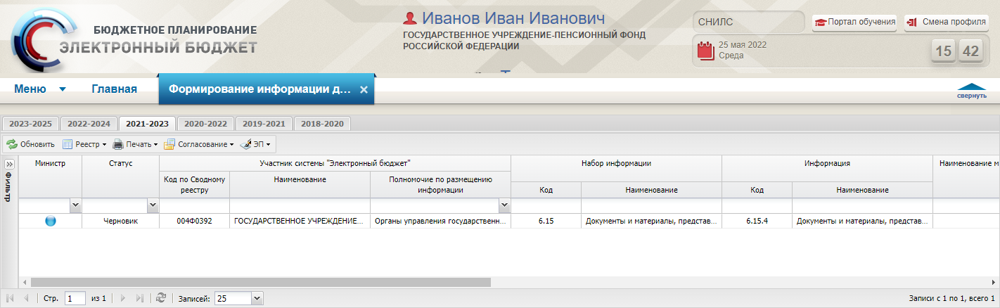 БЮДЖЕТНОЕ ПЛАНИРОВАНИЕ
ЭЛЕКТРОННЫЙ БЮДЖЕТ
Иванов Иван Иванович
ГОСУДАРСТВЕННОЕ УЧРЕЖДЕНИЕ-ПЕНСИОННЫЙ ФОНД
РОССИЙСКОЙ ФЕДЕРАЦИИ
СНИЛС
Портал обучения
Смена профиля
25 мая 2022
Среда
15 42
Меню Главная Формирование информации д...
свернуть
2023-2025 2022-2024 2021-2023 2020-2022 2019-2021 2018-2020
Обновить Реестр Печать Согласование ЭП
Фильтр
Министр Статус Участник системы "Электронный бюджет" Набор информации Информация Наименование м
Код по Сводному реестру Наименование Полномочие по размещению информации Код Наименование Код Наименование
Черновик 004Ф0392 ГОСУДАРСТВЕННОЕ УЧРЕЖДЕНИЕ... Органы управления государственн... 6.15 Документы и материалы, представ... 6.15.4 Документы и материалы, представ...
Стр. 1 из 1 Записей: 25 Записи с 1 по 1, всего 1